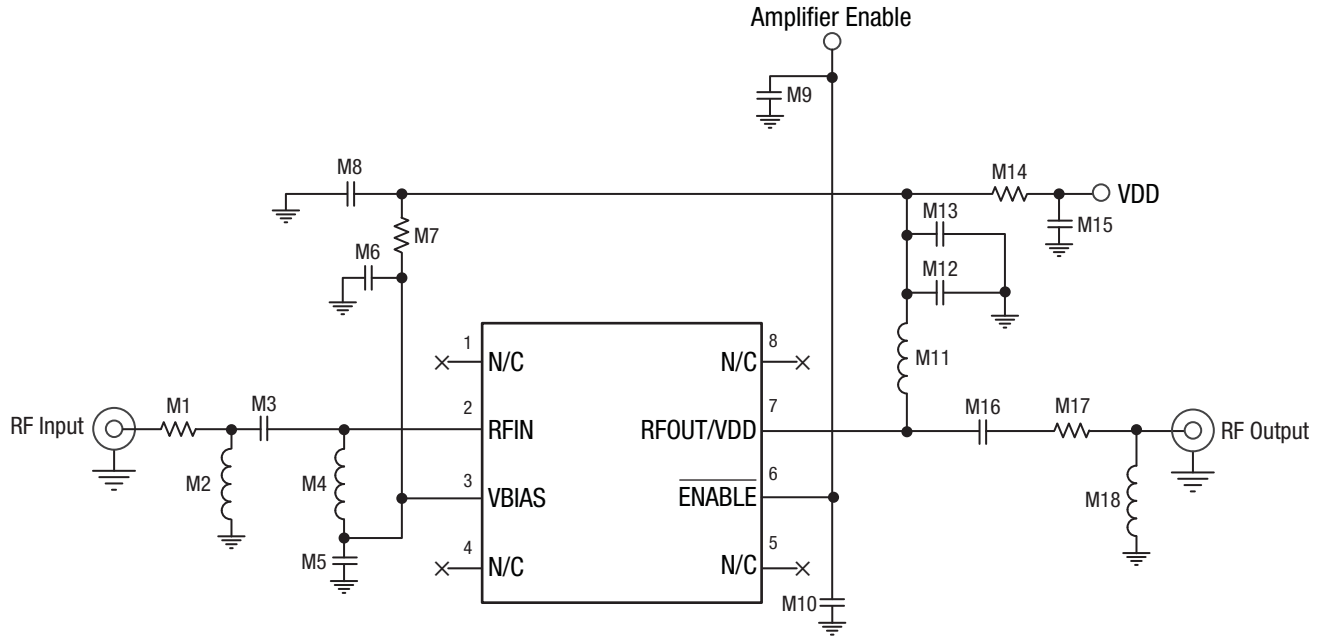 Amplifier Enable
M9
M8
M14
VDD
M13
M15
M7
M6
M12
1
N/C
8
N/C
M11
RF Input
M1
M3
2
RFIN
7
RFOUT/VDD
M16
M17
RF Output
M2
M4
3
VBIAS
6
ENABLE
M18
M5
4
N/C
5
N/C
M10